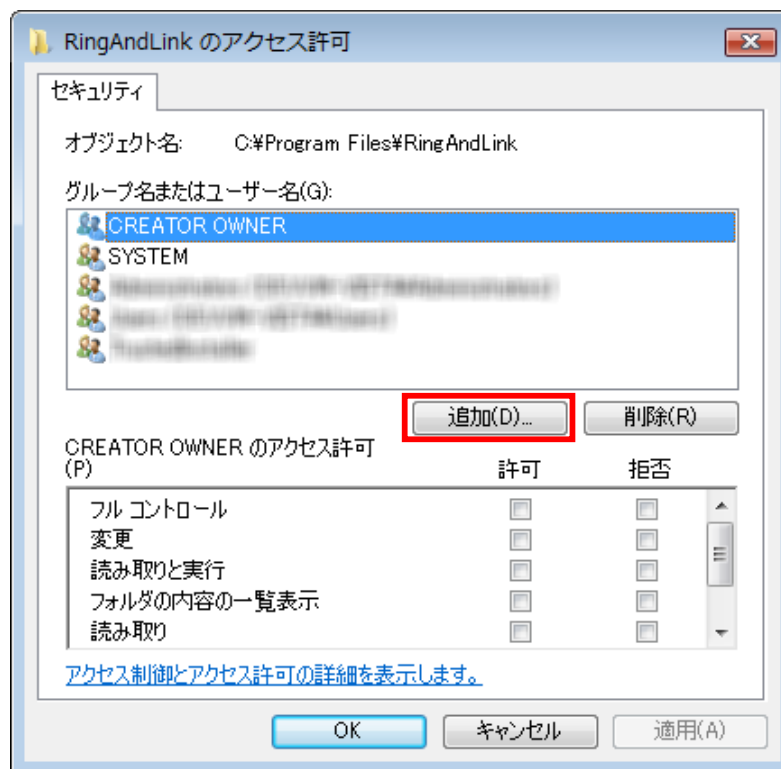 RingAndLink のアクセス許可
セキュリティ
オブジェクト名: C:¥Program Files¥RingAndLink
グループ名またはユーザー名(G):
CREATOR OWNER
SYSTEM
追加(D)... 削除(R)
CREATOR OWNER のアクセス許可
(P) 許可 拒否
フル コントロール
変更
読み取りと実行
フォルダの内容の一覧表示
読み取り
アクセス制御とアクセス許可の詳細を表示します。
OK キャンセル 適用(A)